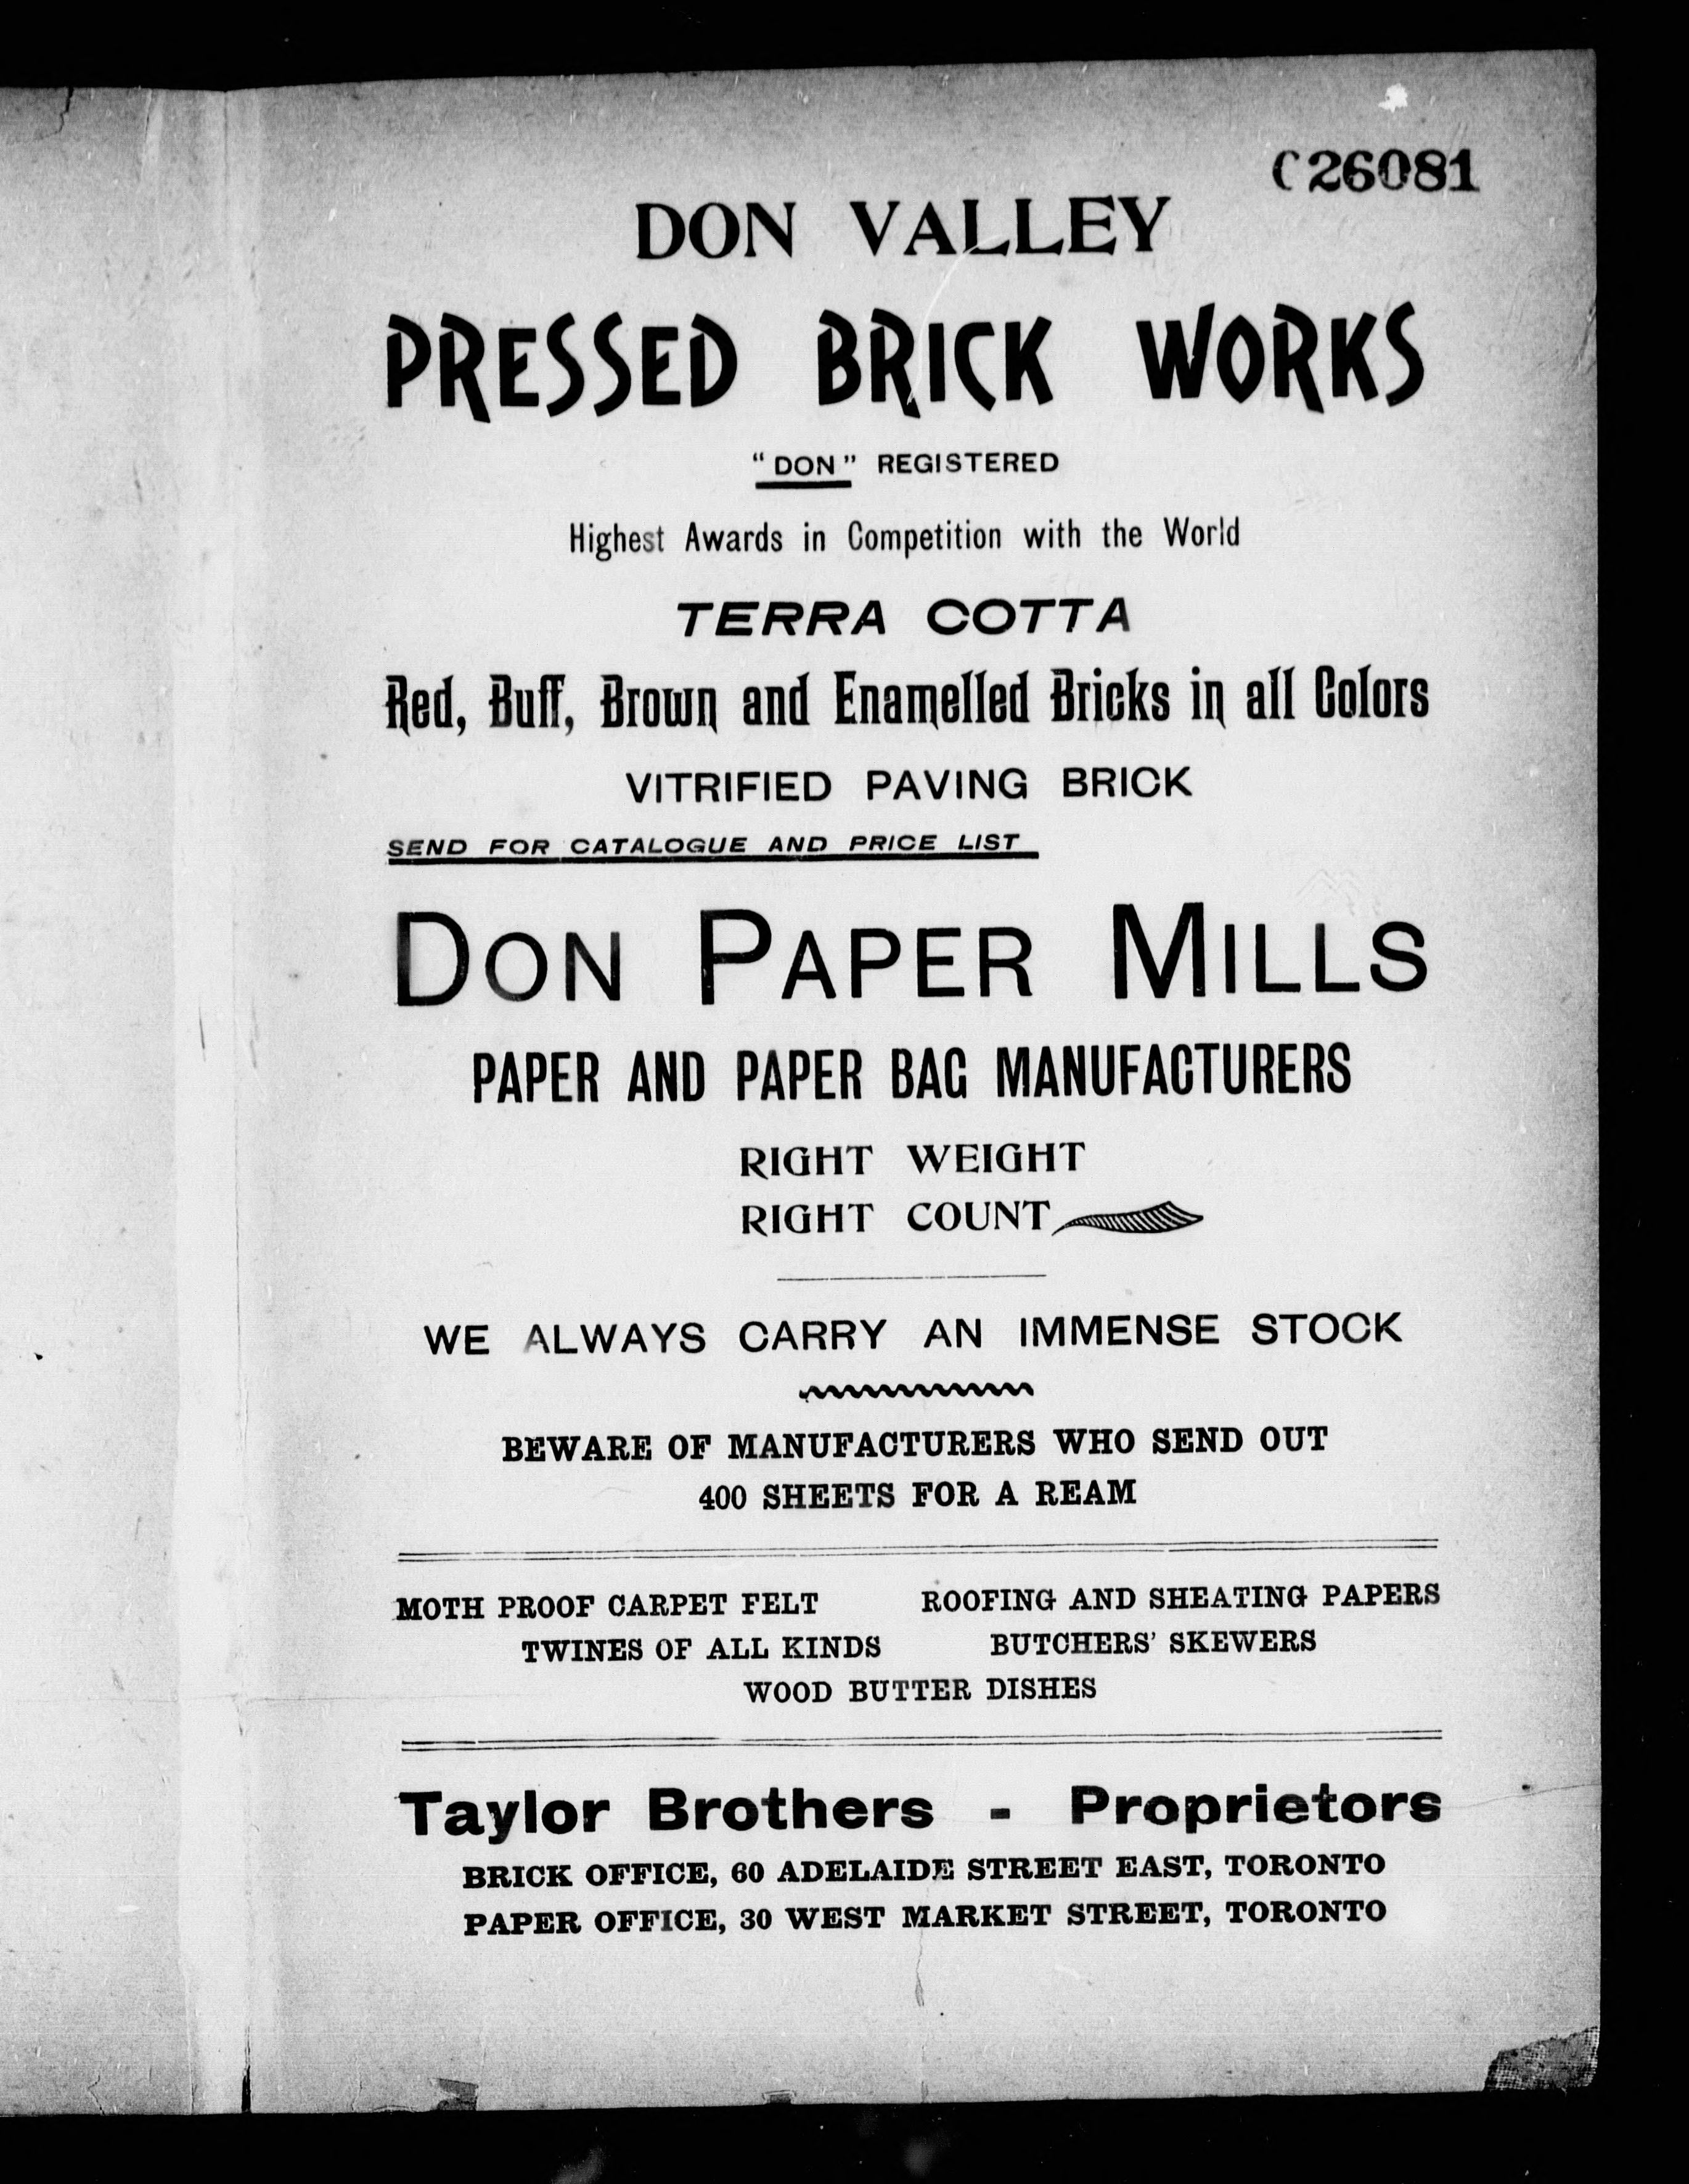 C26081
DON VALLEY
PRESSED BRICK WORKS
"DON" REGISTERED
Highest Awards in Competition with the World
TERRA COTTA
Red, Buff, Brown and Enamelled Bricks in all Colors
VITRIFIED PAVING BRICK
SEND FOR CATALOGUE AND PRICE LIST
DON PAPER MILLS
PAPER AND PAPER BAG MANUFACTURERS
RIGHT WEIGHT
RIGHT COUNT
WE ALWAYS CARRY AN IMMENSE STOCK
BEWARE OF MANUFACTURERS WHO SEND OUT
400 SHEETS FOR A REAM
MOTH PROOF CARPET FELT ROOFING AND SHEATING PAPERS
TWINES OF ALL KINDS BUTCHERS' SKEWERS
WOOD BUTTER DISHES
Taylor Brothers - Proprietors
BRICK OFFICE, 60 ADELAIDE STREET EAST, TORONTO
PAPER OFFICE, 30 WEST MARKET STREET, TORONTO